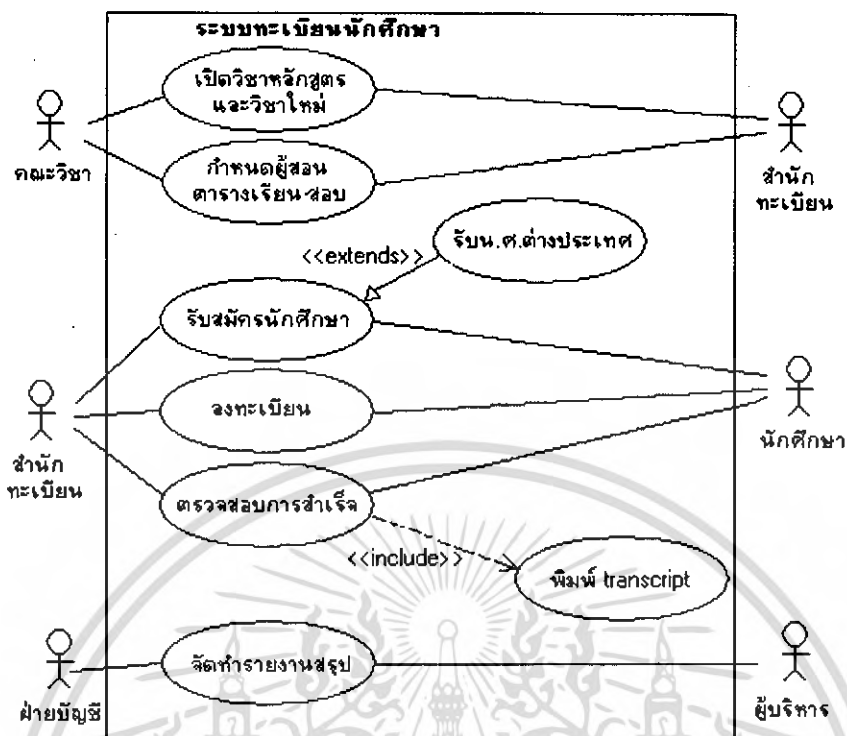 ระบบทะเบียนนักศึกษา
เปิดวิชาหลักสูตร
และวิชาใหม่
คณะวิชา
กำหนดผู้สอน
ตารางเรียน-สอบ
สำนัก
ทะเบียน
<<extends>>
รับน.ศ.ต่างประเทศ
รับสมัครนักศึกษา
ลงทะเบียน
สำนัก
ทะเบียน
นักศึกษา
ตรวจสอบการสำเร็จ
<<include>>
พิมพ์ transcript
จัดทำรายงานสรุป
ฝ่ายบัญชี
ผู้บริหาร